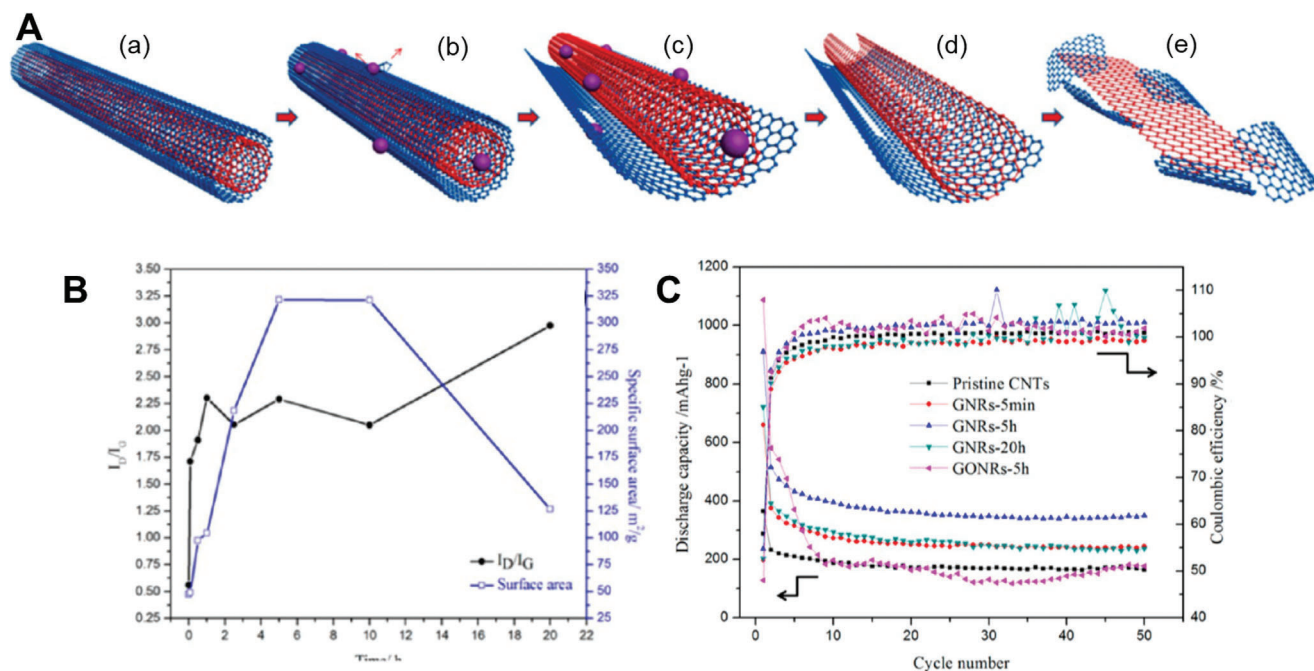 A
(a)
(b)
(c)
(d)
(e)
B
3.50
3.25
3.00
2.75
2.50
2.25
2.00
1.75
1.50
1.25
1.00
0.75
0.50
0.25
I_D/I_G
350
325
300
275
250
225
200
175
150
125
100
75
50
25
Specific surface area/ m²/g
I_D/I_G
Surface area
0
2
4
6
8
10
12
14
16
18
20
22
Time/ h
C
1200
1000
800
600
400
200
0
Discharge capacity /mAhg-1
110
100
90
80
70
60
50
40
Coulombic efficiency /%
Pristine CNTs
GNRs-5min
GNRs-5h
GNRs-20h
GONRs-5h
0
10
20
30
40
50
Cycle number